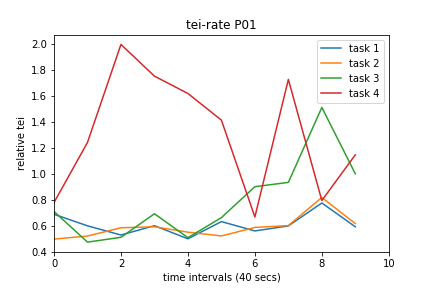 tei-rate P01
relative tei
2.0
1.8
1.6
1.4
1.2
1.0
0.8
0.6
0.4
task 1
task 2
task 3
task 4
0 2 4 6 8 10
time intervals (40 secs)